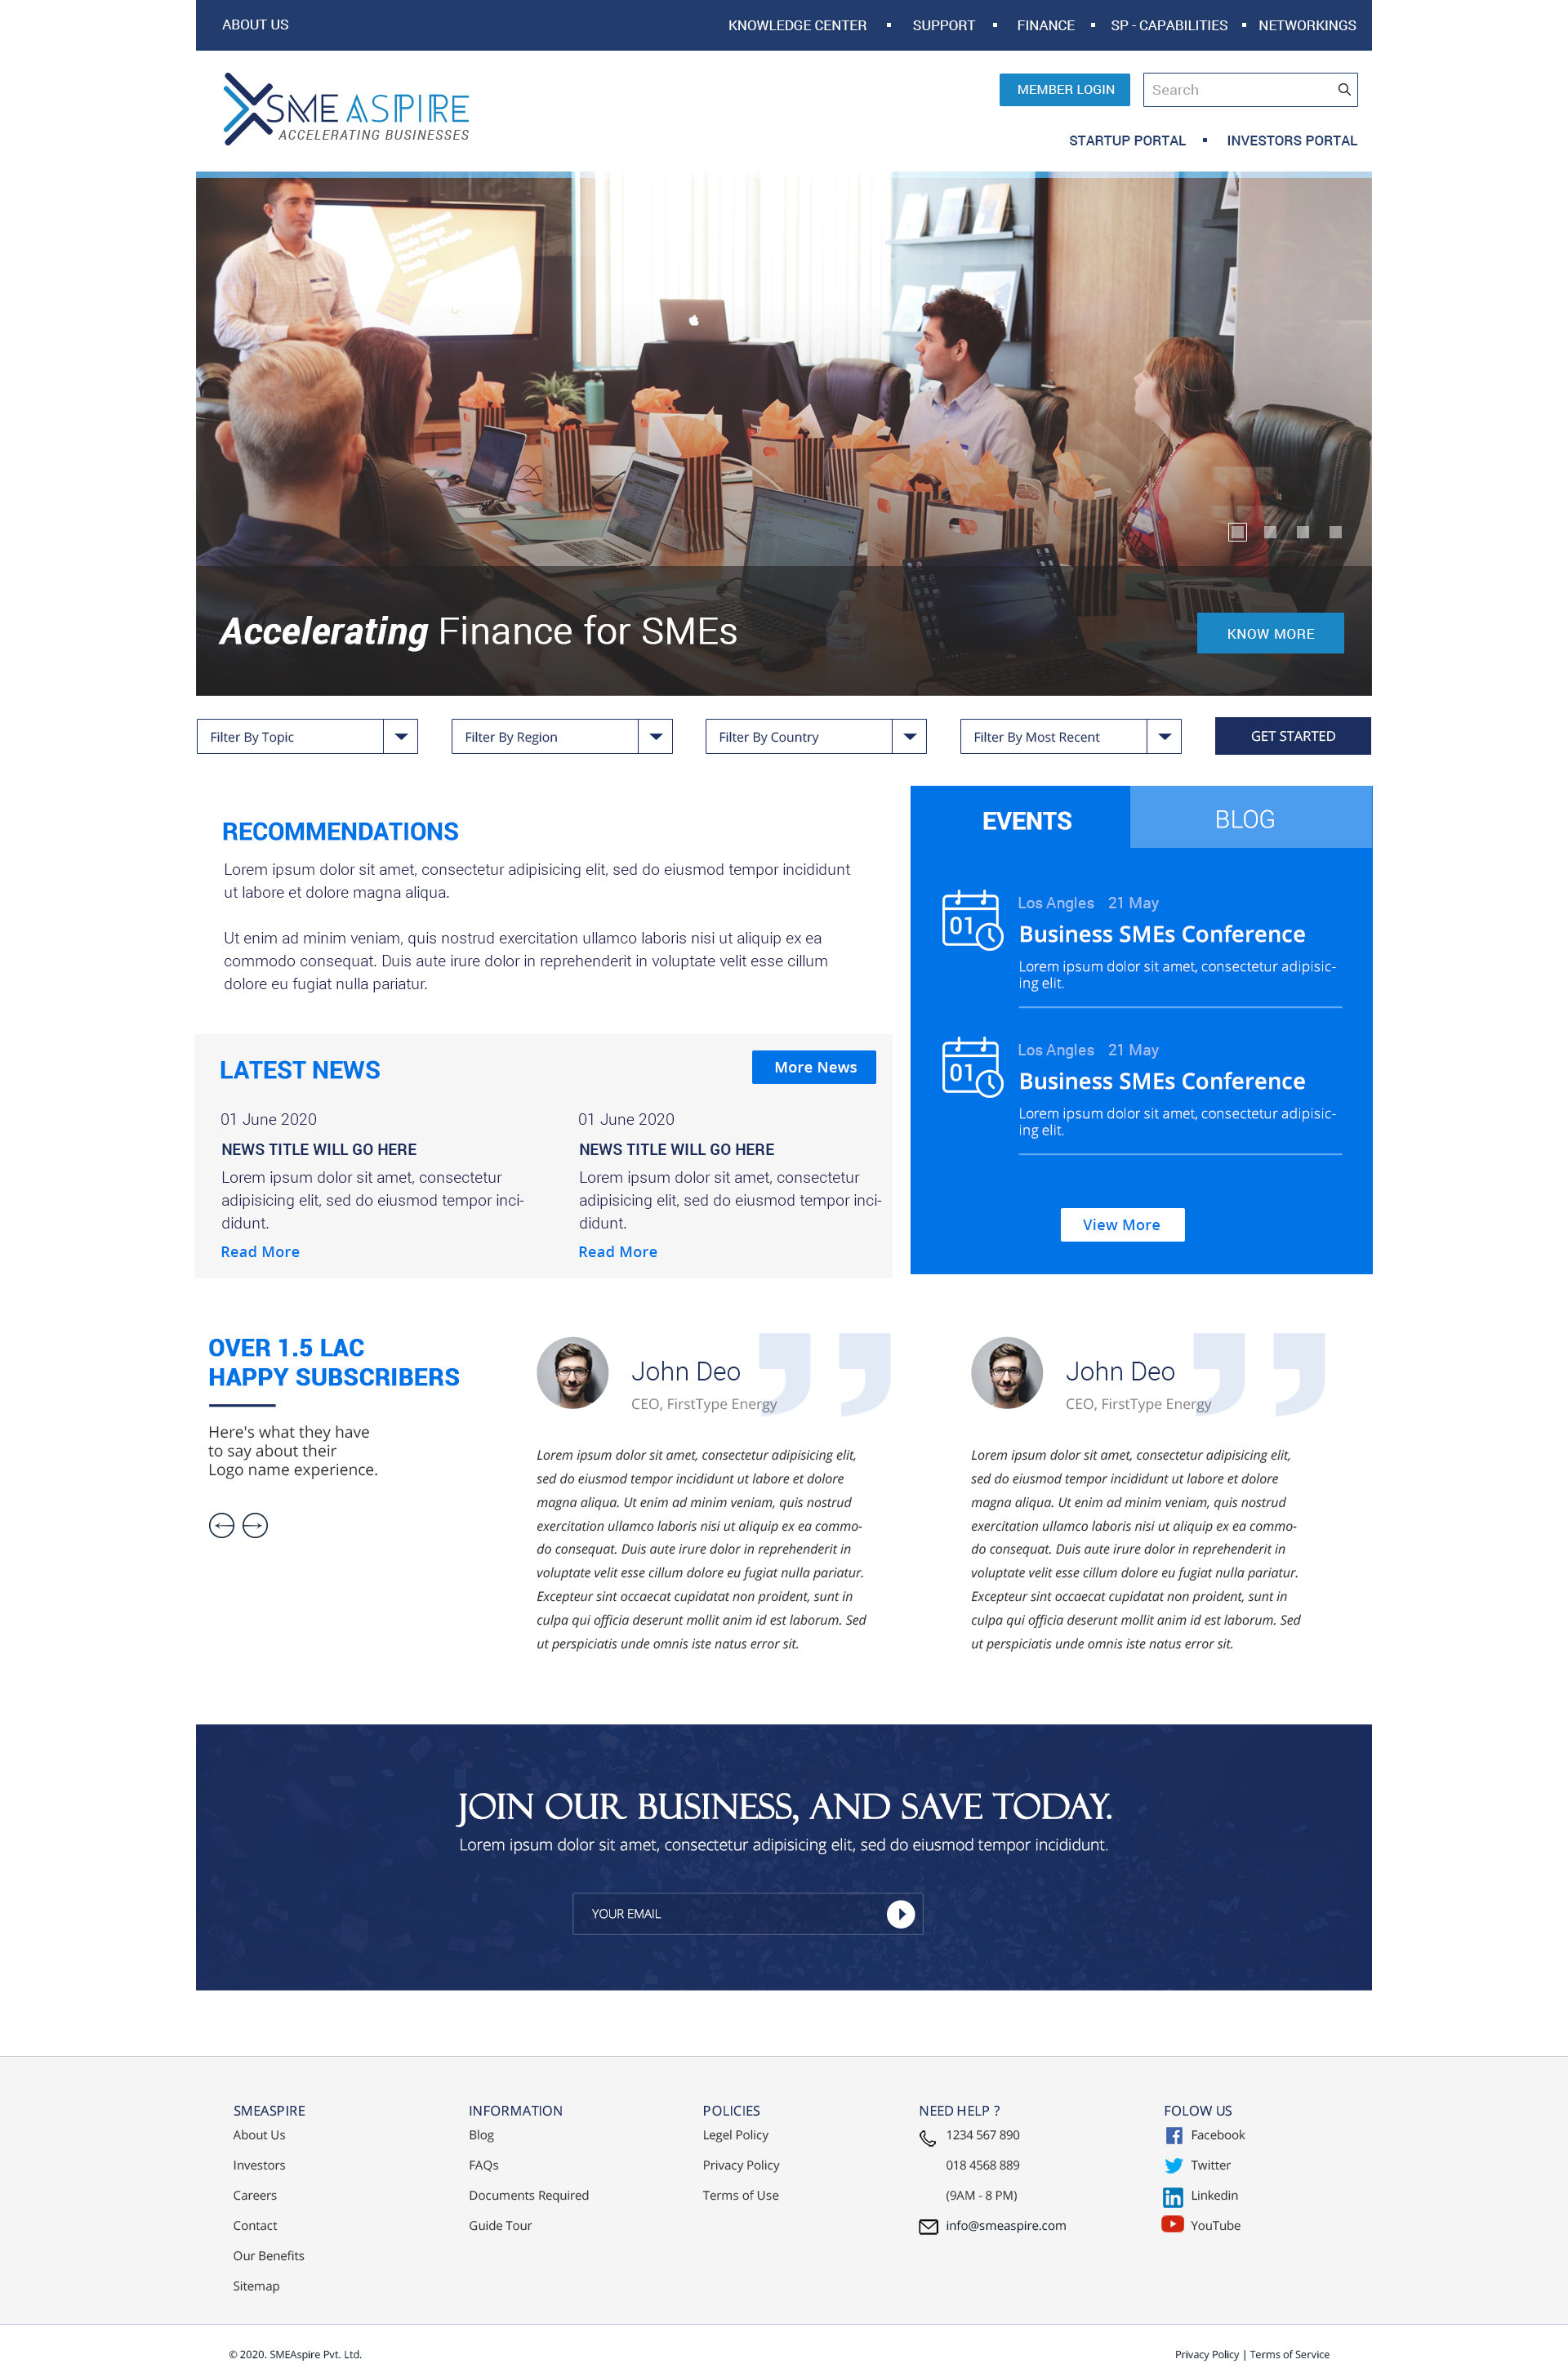 ABOUT US
KNOWLEDGE CENTER ▪ SUPPORT ▪ FINANCE ▪ SP - CAPABILITIES ▪ NETWORKINGS
SME ASPIRE
ACCELERATING BUSINESSES
MEMBER LOGIN
Search
STARTUP PORTAL ▪ INVESTORS PORTAL
Accelerating Finance for SMEs
KNOW MORE
Filter By Topic
Filter By Region
Filter By Country
Filter By Most Recent
GET STARTED
RECOMMENDATIONS
Lorem ipsum dolor sit amet, consectetur adipisicing elit, sed do eiusmod tempor incididunt
ut labore et dolore magna aliqua.
Ut enim ad minim veniam, quis nostrud exercitation ullamco laboris nisi ut aliquip ex ea
commodo consequat. Duis aute irure dolor in reprehenderit in voluptate velit esse cillum
dolore eu fugiat nulla pariatur.
EVENTS
BLOG
01
Los Angles 21 May
Business SMEs Conference
Lorem ipsum dolor sit amet, consectetur adipisic-
ing elit.
01
Los Angles 21 May
Business SMEs Conference
Lorem ipsum dolor sit amet, consectetur adipisic-
ing elit.
View More
LATEST NEWS
More News
01 June 2020
NEWS TITLE WILL GO HERE
Lorem ipsum dolor sit amet, consectetur
adipisicing elit, sed do eiusmod tempor inci-
didunt.
Read More
01 June 2020
NEWS TITLE WILL GO HERE
Lorem ipsum dolor sit amet, consectetur
adipisicing elit, sed do eiusmod tempor inci-
didunt.
Read More
OVER 1.5 LAC
HAPPY SUBSCRIBERS
Here's what they have
to say about their
Logo name experience.
John Deo
CEO, FirstType Energy
Lorem ipsum dolor sit amet, consectetur adipisicing elit,
sed do eiusmod tempor incididunt ut labore et dolore
magna aliqua. Ut enim ad minim veniam, quis nostrud
exercitation ullamco laboris nisi ut aliquip ex ea commo-
do consequat. Duis aute irure dolor in reprehenderit in
voluptate velit esse cillum dolore eu fugiat nulla pariatur.
Excepteur sint occaecat cupidatat non proident, sunt in
culpa qui officia deserunt mollit anim id est laborum. Sed
ut perspiciatis unde omnis iste natus error sit.
John Deo
CEO, FirstType Energy
Lorem ipsum dolor sit amet, consectetur adipisicing elit,
sed do eiusmod tempor incididunt ut labore et dolore
magna aliqua. Ut enim ad minim veniam, quis nostrud
exercitation ullamco laboris nisi ut aliquip ex ea commo-
do consequat. Duis aute irure dolor in reprehenderit in
voluptate velit esse cillum dolore eu fugiat nulla pariatur.
Excepteur sint occaecat cupidatat non proident, sunt in
culpa qui officia deserunt mollit anim id est laborum. Sed
ut perspiciatis unde omnis iste natus error sit.
JOIN OUR BUSINESS, AND SAVE TODAY.
Lorem ipsum dolor sit amet, consectetur adipisicing elit, sed do eiusmod tempor incididunt.
YOUR EMAIL
SMEASPIRE
About Us
Investors
Careers
Contact
Our Benefits
Sitemap
INFORMATION
Blog
FAQs
Documents Required
Guide Tour
POLICIES
Legel Policy
Privacy Policy
Terms of Use
NEED HELP ?
1234 567 890
018 4568 889
(9AM - 8 PM)
info@smeaspire.com
FOLOW US
Facebook
Twitter
Linkedin
YouTube
© 2020. SMEAspire Pvt. Ltd.
Privacy Policy | Terms of Service